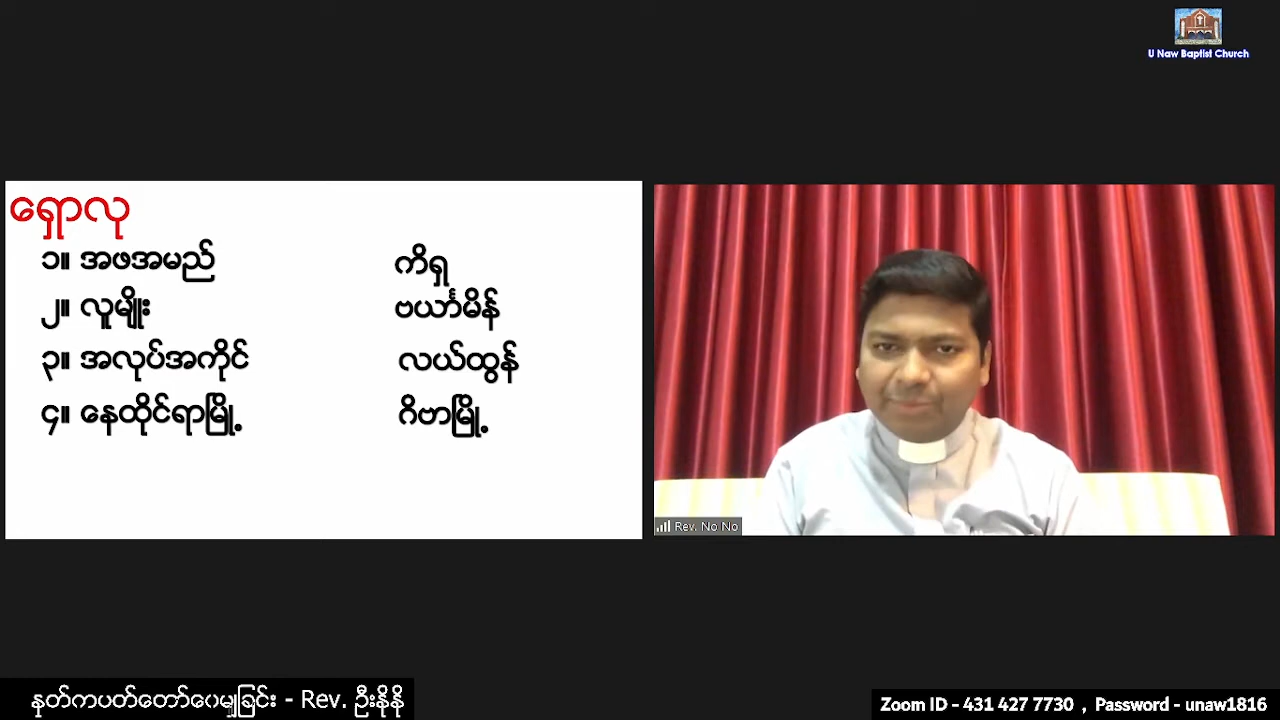 U Naw Baptist Church
ရှောလု
၁။ အဖအမည် ကိရှ
၂။ လူမျိုး ဗင်္ယာမိန်
၃။ အလုပ်အကိုင် လယ်ထွန်
၄။ နေထိုင်ရာမြို့ ဂိဗာမြို့
Rev. No No
နှုတ်ကပတ်တော်ဝေမျှခြင်း - Rev. ဦးနိုနို
Zoom ID - 431 427 7730 , Password - unaw1816